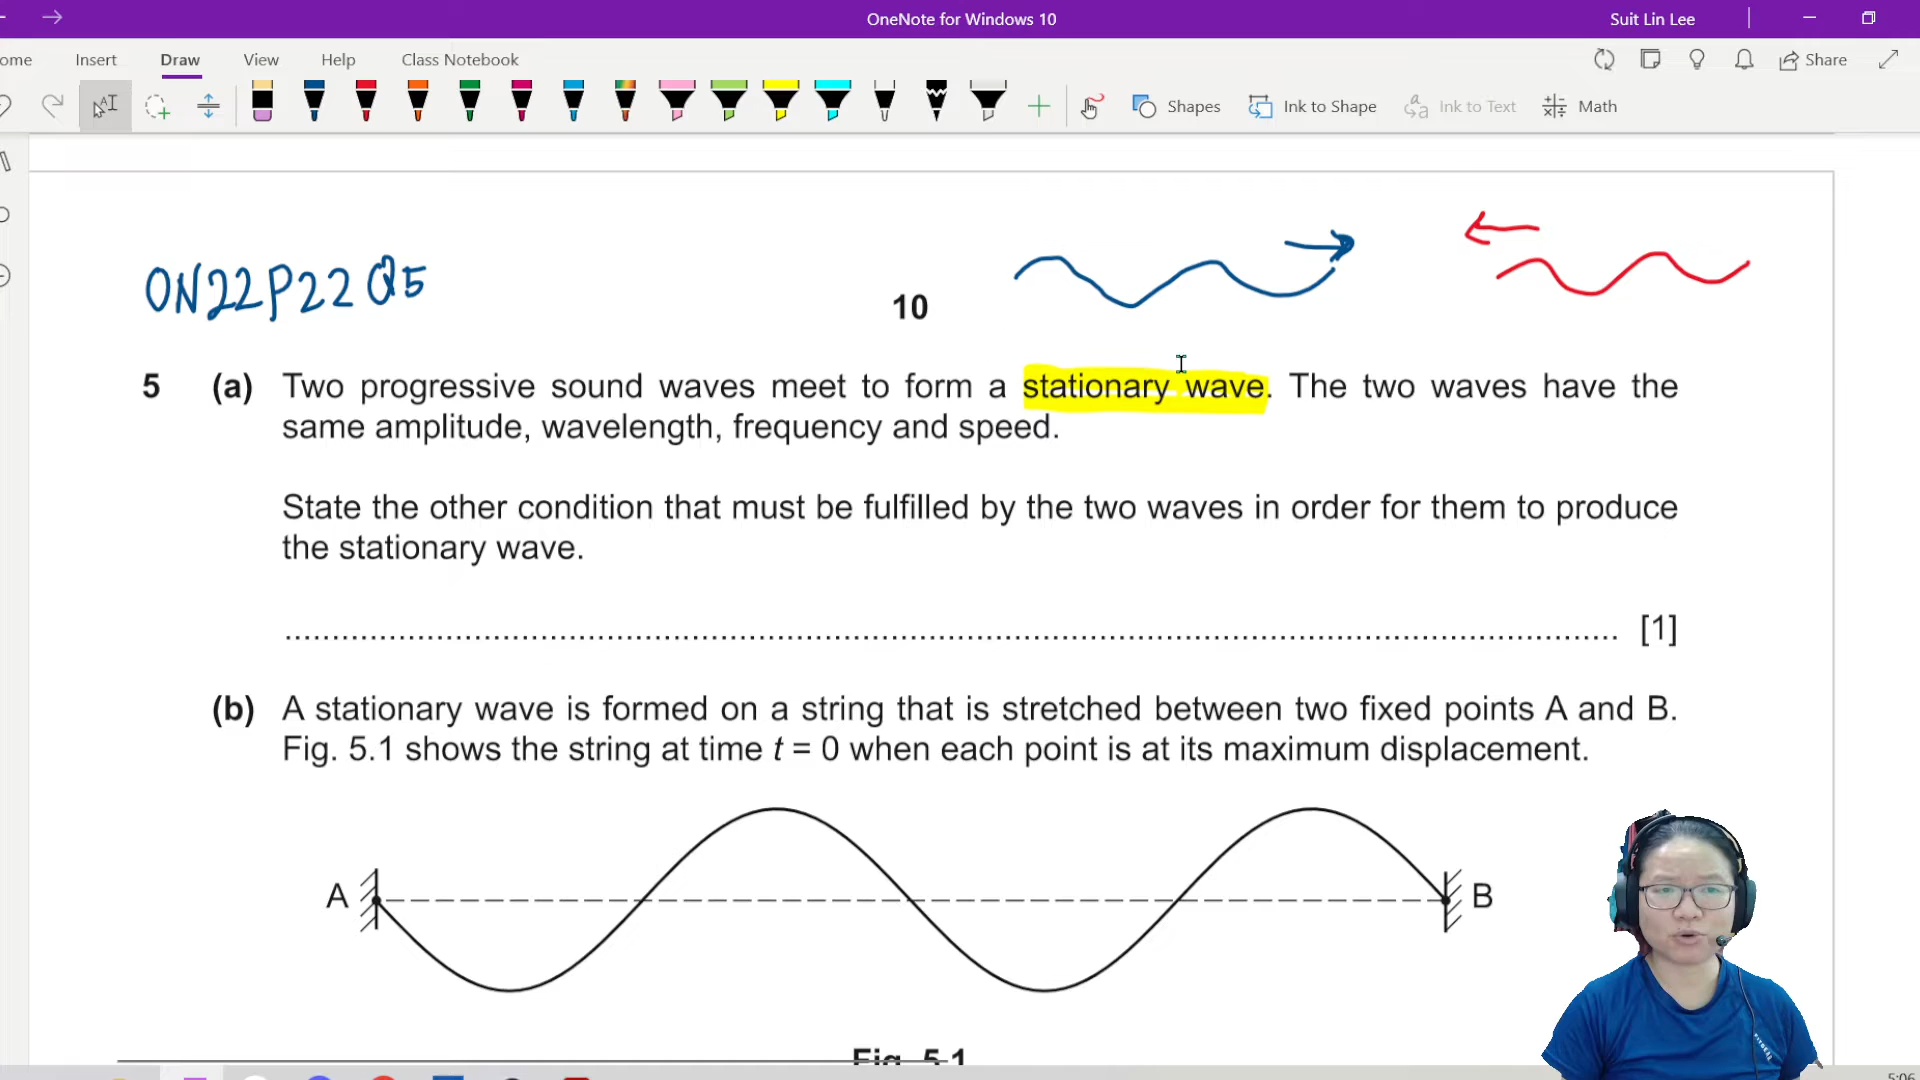 OneNote for Windows 10
Suit Lin Lee
ome Insert Draw View Help Class Notebook
Share
Shapes Ink to Shape Ink to Text Math
ON22P22 Q5
10
5 (a) Two progressive sound waves meet to form a stationary wave. The two waves have the
same amplitude, wavelength, frequency and speed.
State the other condition that must be fulfilled by the two waves in order for them to produce
the stationary wave.
.................................................................................................................................. [1]
(b) A stationary wave is formed on a string that is stretched between two fixed points A and B.
Fig. 5.1 shows the string at time t = 0 when each point is at its maximum displacement.
A
B
Fig. 5.1
5:06